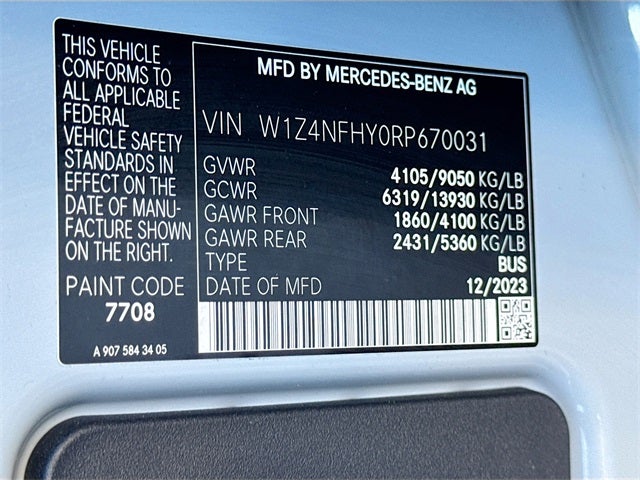 THIS VEHICLE
CONFORMS TO
ALL APPLICABLE
FEDERAL
VEHICLE SAFETY
STANDARDS IN
EFFECT ON THE
DATE OF MANU-
FACTURE SHOWN
ON THE RIGHT.
PAINT CODE
7708
A 907 584 34 05
MFD BY MERCEDES-BENZ AG
VIN W1Z4NFHY0RP670031
GVWR 4105/9050 KG/LB
GCWR 6319/13930 KG/LB
GAWR FRONT 1860/4100 KG/LB
GAWR REAR 2431/5360 KG/LB
TYPE BUS
DATE OF MFD 12/2023